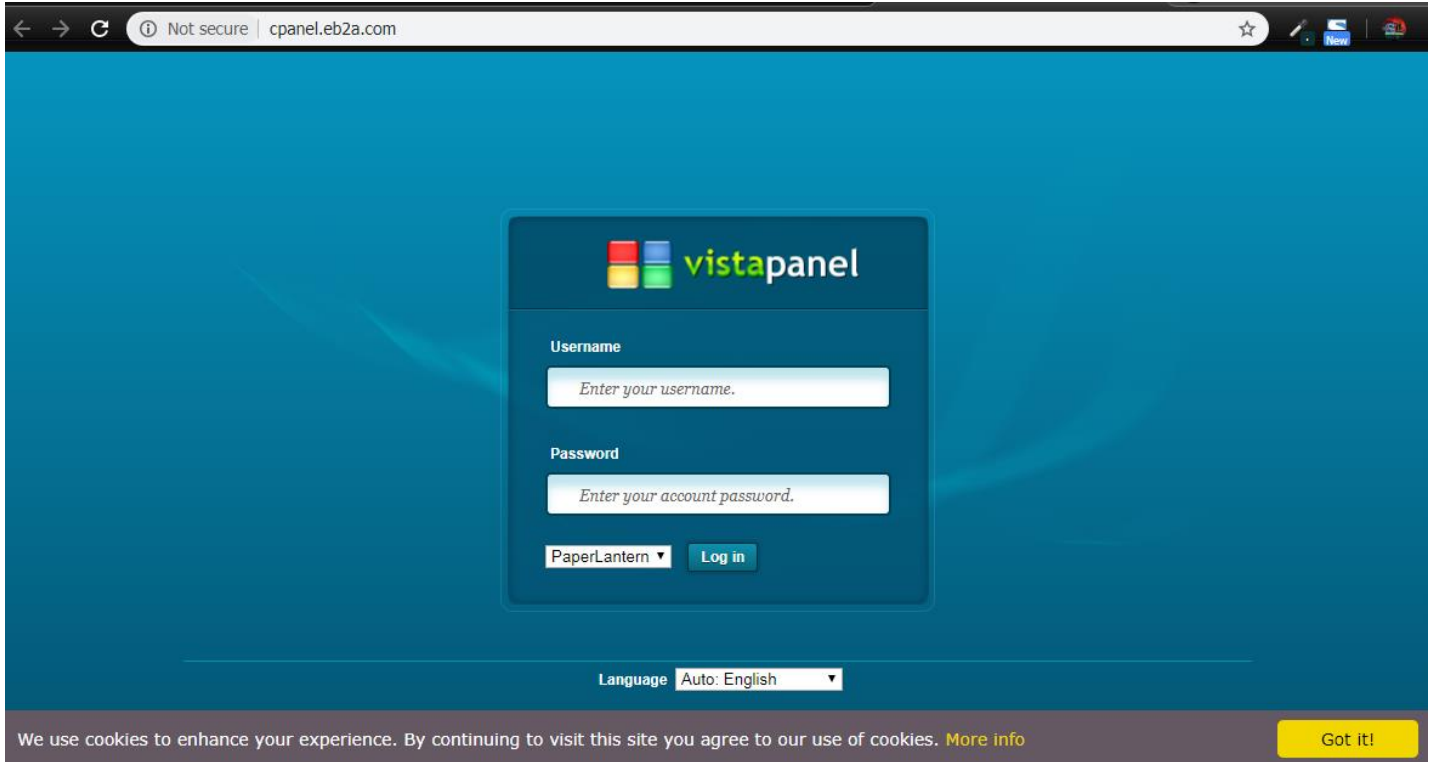 Not secure | cpanel.eb2a.com
New
vistapanel
Username
Enter your username.
Password
Enter your account password.
PaperLantern Log in
Language Auto: English
We use cookies to enhance your experience. By continuing to visit this site you agree to our use of cookies. More info Got it!